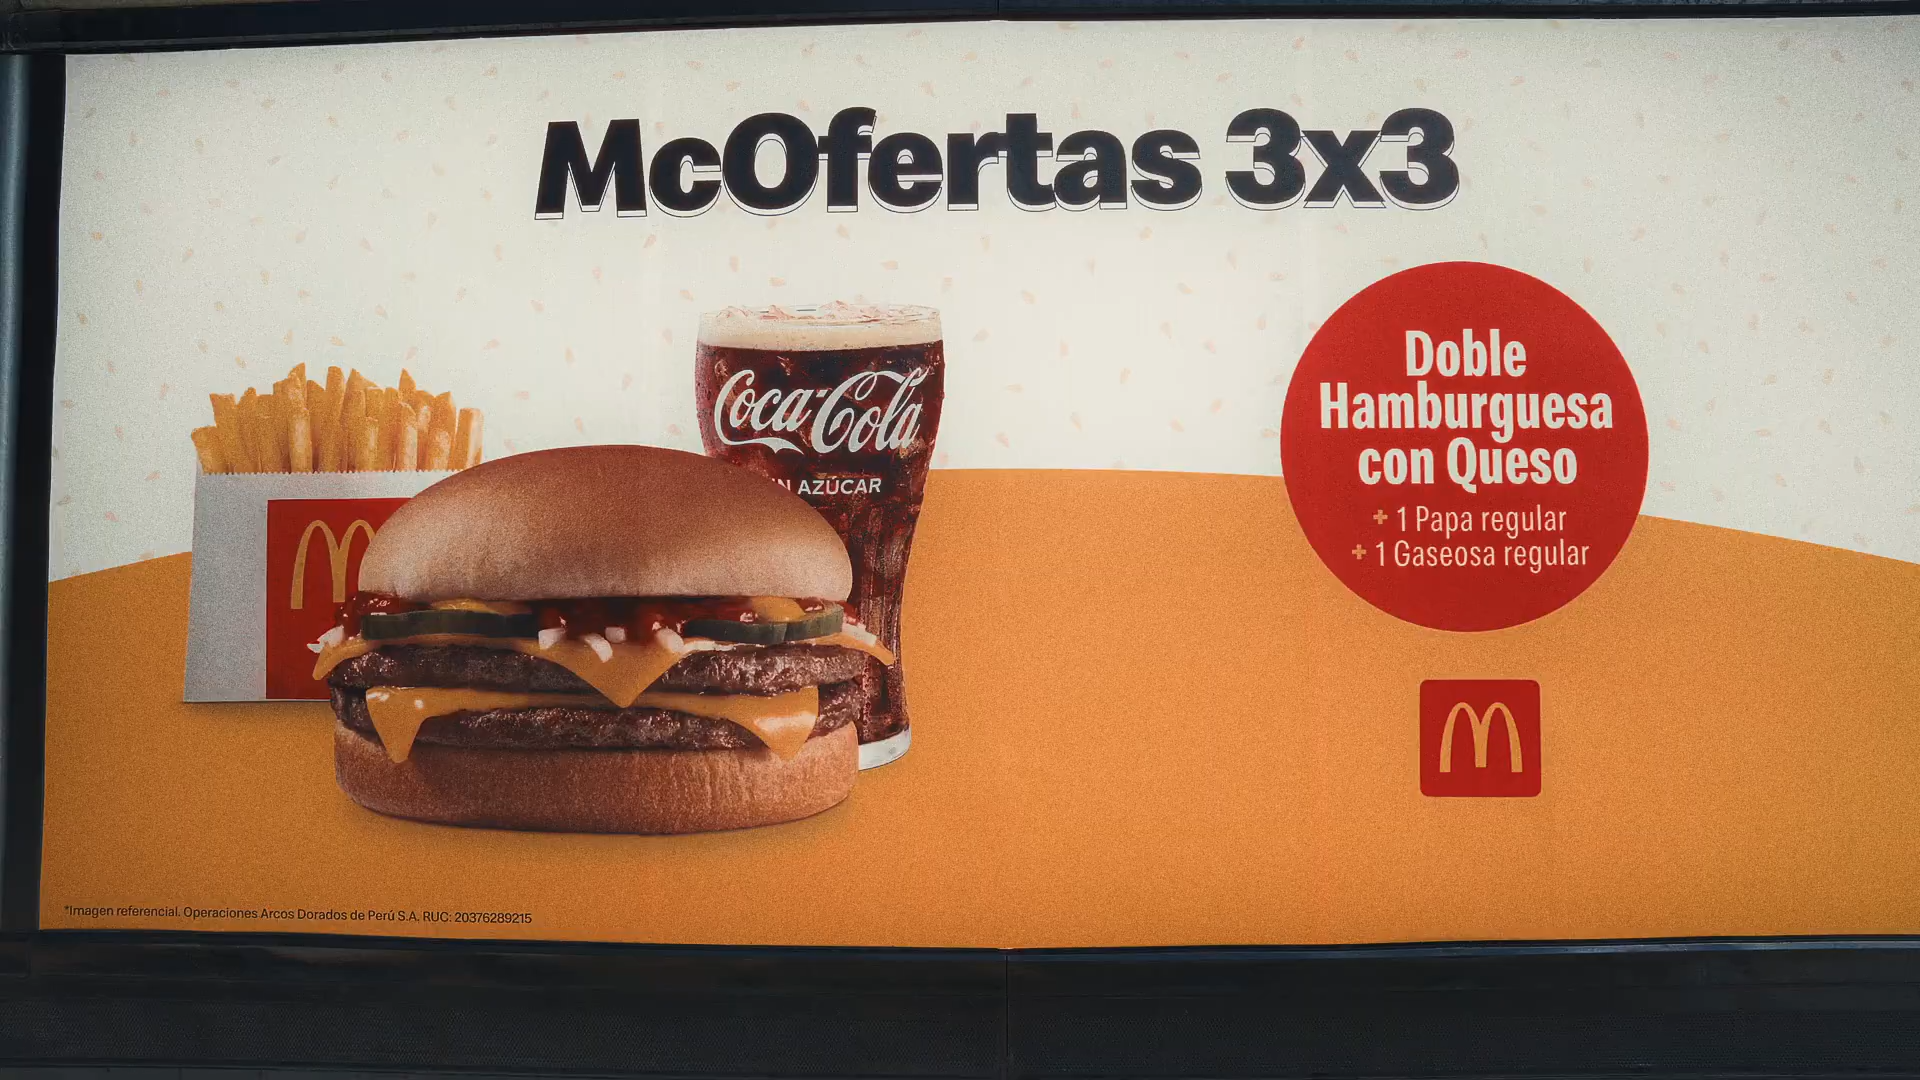 McOfertas 3x3
Coca-Cola
AZÚCAR
Doble
Hamburguesa
con Queso
+ 1 Papa regular
+ 1 Gaseosa regular
*Imagen referencial. Operaciones Arcos Dorados de Perú S.A. RUC: 20376289215